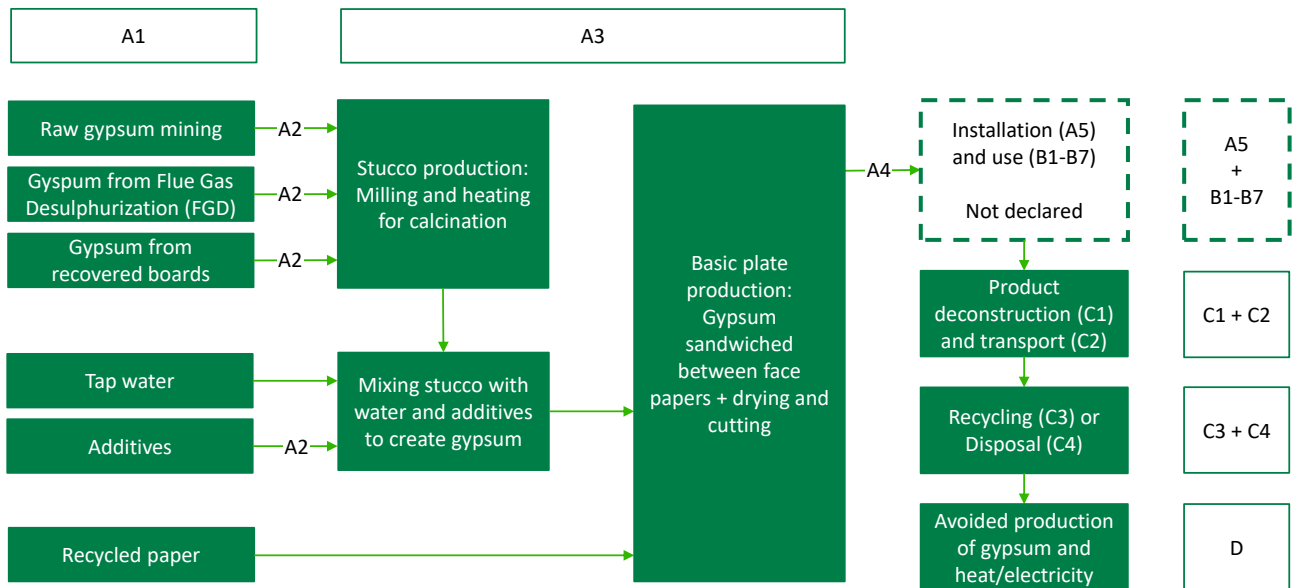 A1
A3
Raw gypsum mining
A2
Gyspum from Flue Gas
Desulphurization (FGD)
A2
Gypsum from
recovered boards
A2
Stucco production:
Milling and heating
for calcination
Tap water
Additives
A2
Mixing stucco with
water and additives
to create gypsum
Recycled paper
Basic plate
production:
Gypsum
sandwiched
between face
papers + drying and
cutting
A4
Installation (A5)
and use (B1-B7)
Not declared
A5
+
B1-B7
Product
deconstruction (C1)
and transport (C2)
C1 + C2
Recycling (C3) or
Disposal (C4)
C3 + C4
Avoided production
of gypsum and
heat/electricity
D